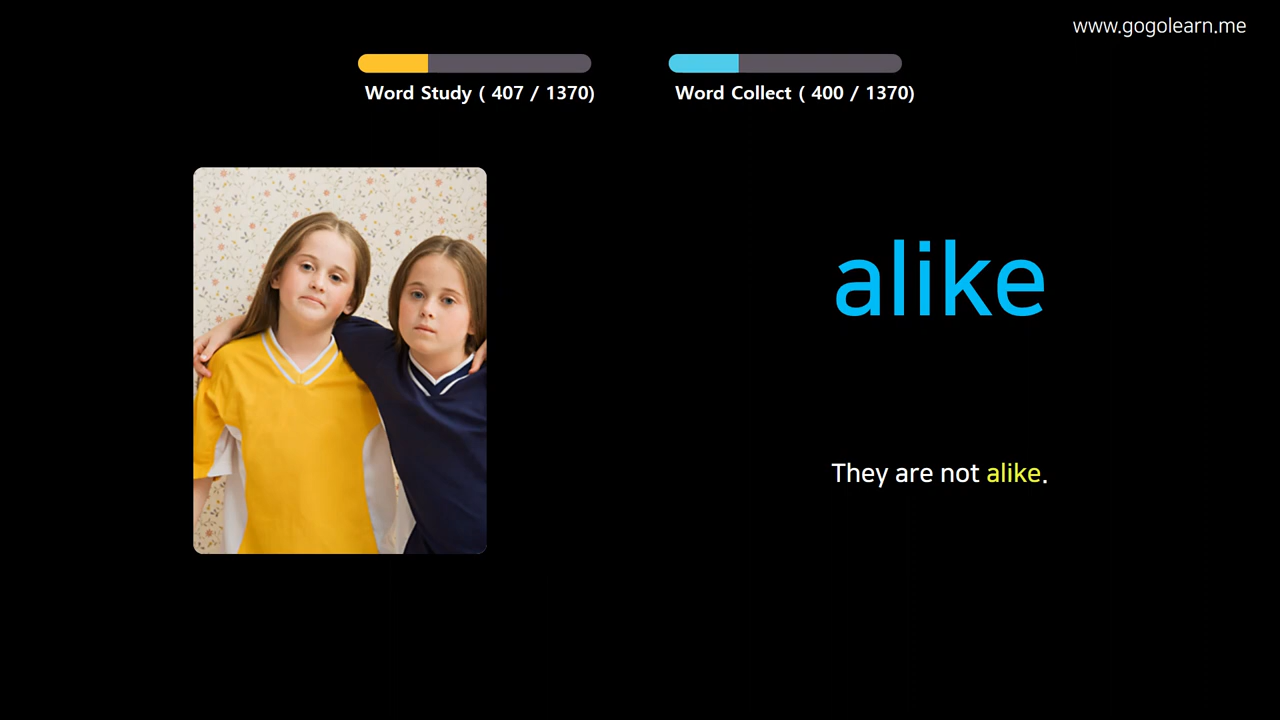 www.gogolearn.me
Word Study ( 407 / 1370)
Word Collect ( 400 / 1370)
alike
They are not alike.